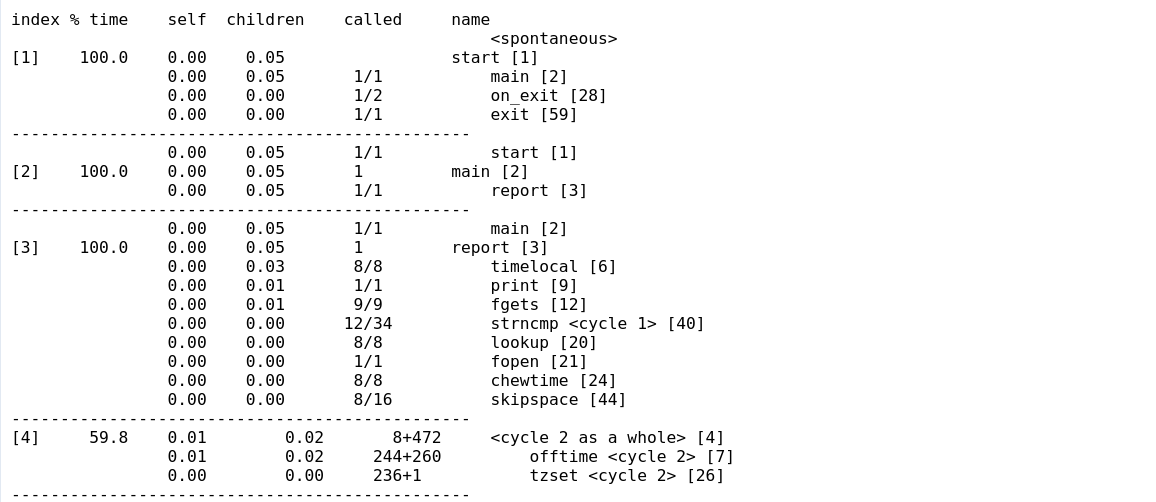 index % time    self  children    called     name
                                                 <spontaneous>
[1]    100.0    0.00    0.05                 start [1]
                0.00    0.05       1/1           main [2]
                0.00    0.00       1/2           on_exit [28]
                0.00    0.00       1/1           exit [59]
-----------------------------------------------
                0.00    0.05       1/1           start [1]
[2]    100.0    0.00    0.05       1         main [2]
                0.00    0.05       1/1           report [3]
-----------------------------------------------
                0.00    0.05       1/1           main [2]
[3]    100.0    0.00    0.05       1         report [3]
                0.00    0.03       8/8           timelocal [6]
                0.00    0.01       1/1           print [9]
                0.00    0.01       9/9           fgets [12]
                0.00    0.00      12/34          strncmp <cycle 1> [40]
                0.00    0.00       8/8           lookup [20]
                0.00    0.00       1/1           fopen [21]
                0.00    0.00       8/8           chewtime [24]
                0.00    0.00       8/16          skipspace [44]
-----------------------------------------------
[4]     59.8    0.01        0.02       8+472     <cycle 2 as a whole> [4]
                0.01        0.02     244+260         offtime <cycle 2> [7]
                0.00        0.00     236+1           tzset <cycle 2> [26]
-----------------------------------------------